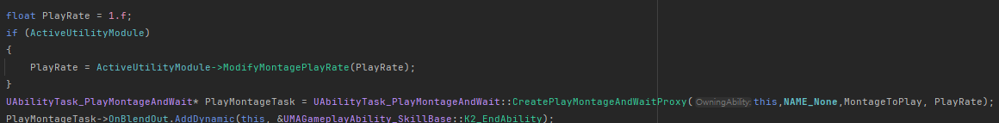 float PlayRate = 1.f;
if (ActiveUtilityModule)
{
PlayRate = ActiveUtilityModule->ModifyMontagePlayRate(PlayRate);
}
UAbilityTask_PlayMontageAndWait* PlayMontageTask = UAbilityTask_PlayMontageAndWait::CreatePlayMontageAndWaitProxy( OwningAbility: this,NAME_None,MontageToPlay, PlayRate);
PlayMontageTask->OnBlendOut.AddDynamic(this, &UMAGameplayAbility_SkillBase::K2_EndAbility);